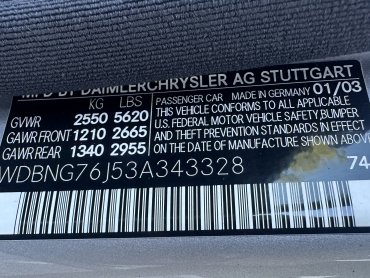 MFD BY DAIMLERCHRYSLER AG STUTTGART
KG LBS
GVWR 2550 5620
GAWR FRONT 1210 2665
GAWR REAR 1340 2955
PASSENGER CAR MADE IN GERMANY 01/03
THIS VEHICLE CONFORMS TO ALL APPLICABLE
U.S. FEDERAL MOTOR VEHICLE SAFETY, BUMPER
AND THEFT PREVENTION STANDARDS IN EFFECT
ON THE DATE OF MANUFACTURE SHOWN ABOVE
WDBNG76J53A343328 74